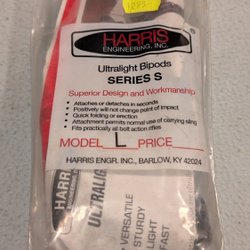 HARRIS
ENGINEERING, INC.
Ultralight Bipods
SERIES S
Superior Design and Workmanship
• Attaches or detaches in seconds
• Positively will not change point of impact
• Quick folding or erection
• Attachment permits normal use of carrying sling
• Fits practically all bolt action rifles
MODEL L PRICE
HARRIS ENGR. INC., BARLOW, KY 42024
HARRIS
ULTRALIGHT
• VERSATILE
STURDY
LIGHT
FAST